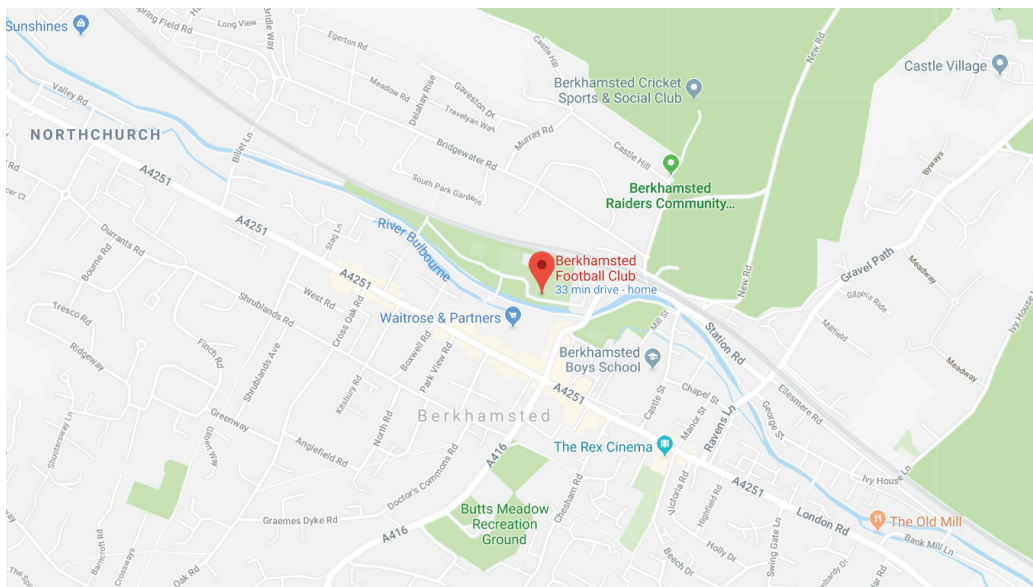 Sunshines
Spring Field Rd
Long View
Bridle Way
Egerton Rd
Castle Hill
New Rd
Castle Village
Meadow Rd
Delahay Rise
Gaveston Dr
Berkhamsted Cricket
Sports & Social Club
Valley Rd
Trevelyan Way
Murray Rd
NORTHCHURCH
Billet Ln
Bridgewater Rd
Castle Hill
Byways
A4251
South Park Gardens
Berkhamsted
Raiders Community...
A4251
River Bulbourne
Stag Ln
Durrants Rd
Bourne Rd
Berkhamsted
Football Club
33 min drive - home
Gravel Path
Meadway
New Rd
Gilpin's Ride
A4251
West Rd
Shrublands Rd
Cross Oak Rd
Waitrose & Partners
Mill St
Station Rd
Millfield
Ivy House Ln
Tresco Rd
Finch Rd
Ridgeway
Shrublands Ave
Boxwell Rd
Park View Rd
Berkhamsted
Boys School
Meadway
Kitsbury Rd
A4251
Castle St
Chapel St
Ellesmere Rd
Greenway
Gilbert Way
North Rd
Berkhamsted
Manor St
Ravens Ln
George St
Shootersway Ln
Anglefield Rd
Doctor's Commons Rd
A416
The Rex Cinema
Chesham Rd
Victoria Rd
Highfield Rd
A4251
Ivy House Ln
London Rd
Butts Meadow
Recreation
Ground
Graemes Dyke Rd
A416
The Old Mill
Bank Mill Ln
Swing Gate Ln
Barncroft Rd
Crossways
Oak Rd
Beech Dr
Holly Dr